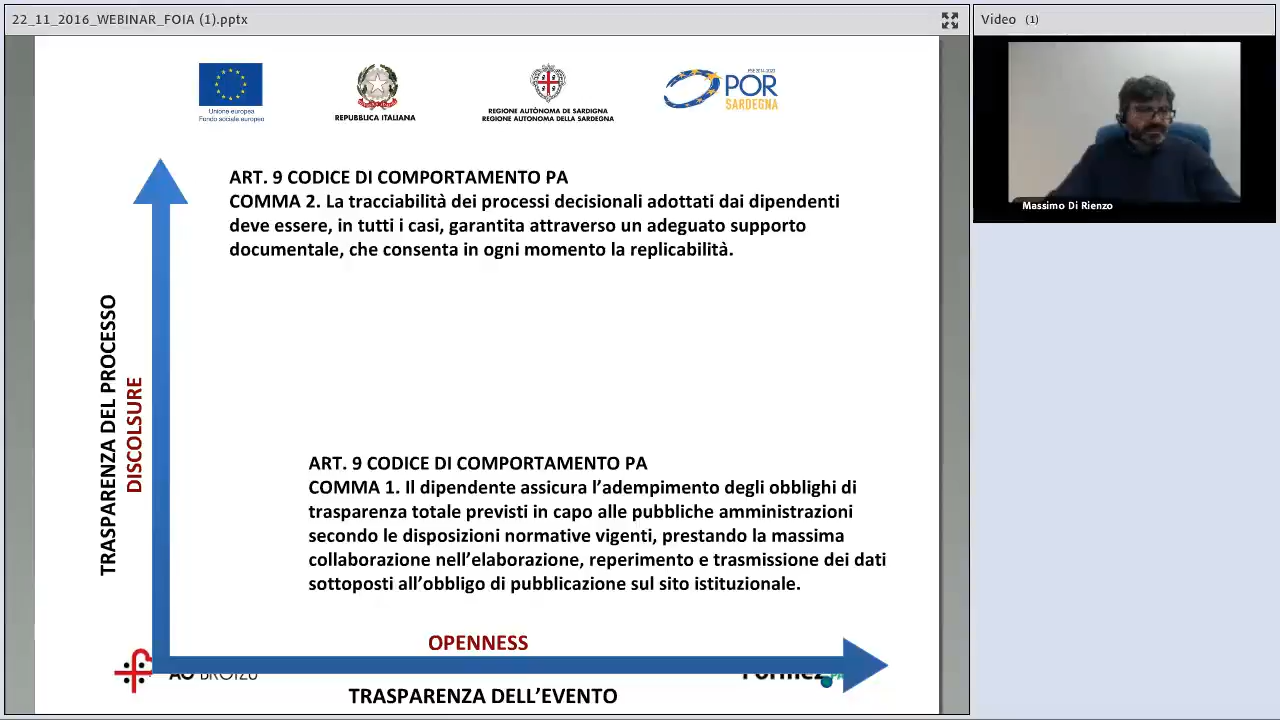 22_11_2016_WEBINAR_FOIA (1).pptx
Video (1)
Unione europea
Fondo sociale europeo
REPUBBLICA ITALIANA
REGIONE AUTÒNOMA DE SARDIGNA
REGIONE AUTONOMA DELLA SARDEGNA
POR
SARDEGNA
Massimo Di Rienzo
ART. 9 CODICE DI COMPORTAMENTO PA
COMMA 2. La tracciabilità dei processi decisionali adottati dai dipendenti
deve essere, in tutti i casi, garantita attraverso un adeguato supporto
documentale, che consenta in ogni momento la replicabilità.
TRASPARENZA DEL PROCESSO
DISCOLSURE
ART. 9 CODICE DI COMPORTAMENTO PA
COMMA 1. Il dipendente assicura l’adempimento degli obblighi di
trasparenza totale previsti in capo alle pubbliche amministrazioni
secondo le disposizioni normative vigenti, prestando la massima
collaborazione nell’elaborazione, reperimento e trasmissione dei dati
sottoposti all’obbligo di pubblicazione sul sito istituzionale.
OPENNESS
AO BROTZU
Formez
TRASPARENZA DELL’EVENTO